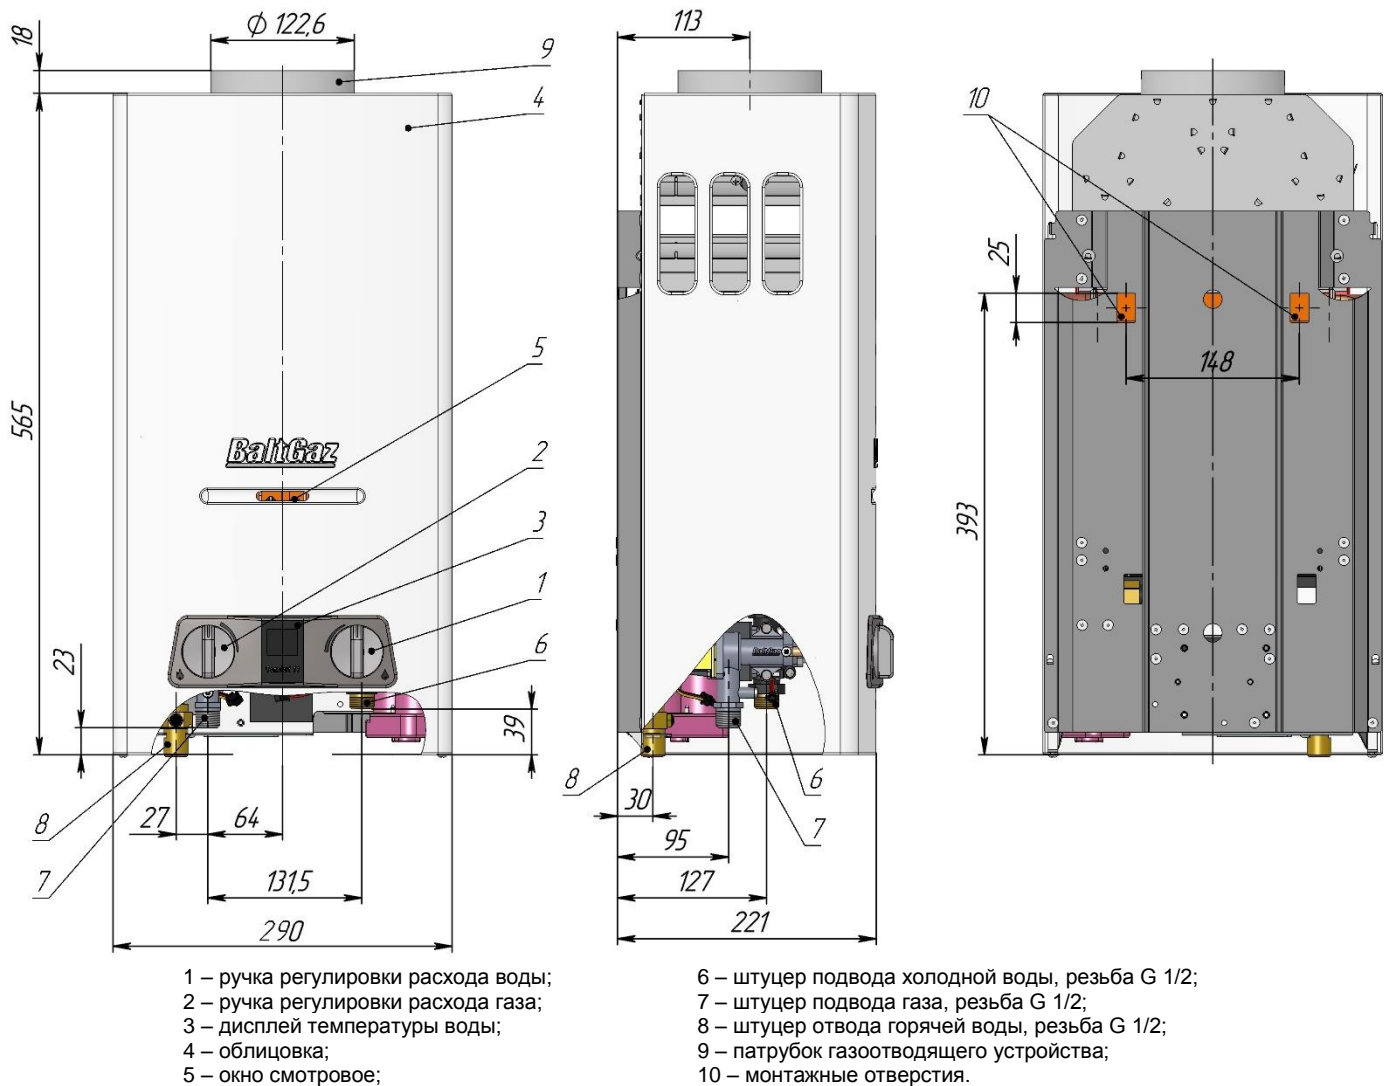 18
Ø 122,6
113
9
4
10
25
5
148
565
BaltGaz
2
393
3
1
6
23
39
BaltGaz
8
6
30
27
64
8
7
95
7
131,5
127
290
221
1 – ручка регулировки расхода воды;
2 – ручка регулировки расхода газа;
3 – дисплей температуры воды;
4 – облицовка;
5 – окно смотровое;
6 – штуцер подвода холодной воды, резьба G 1/2;
7 – штуцер подвода газа, резьба G 1/2;
8 – штуцер отвода горячей воды, резьба G 1/2;
9 – патрубок газоотводящего устройства;
10 – монтажные отверстия.